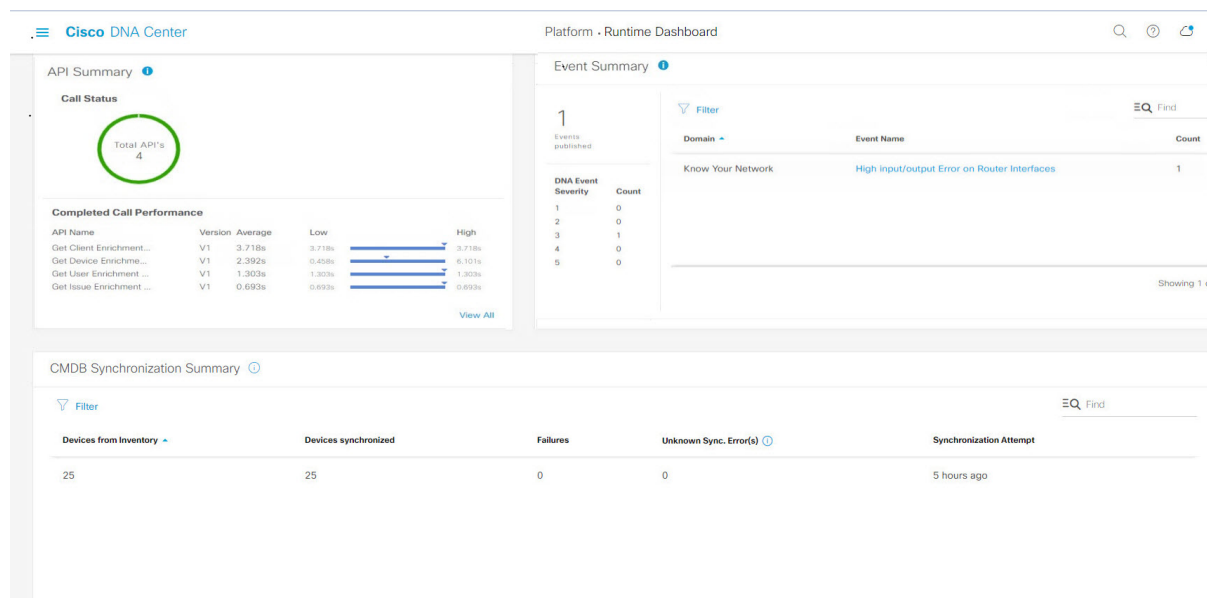 Cisco DNA Center
Platform • Runtime Dashboard
API Summary
Call Status
Total API's
4
Completed Call Performance
API Name Version Average Low High
Get Client Enrichment... V1 3.718s 3.718s 3.718s
Get Device Enrichme... V1 2.392s 0.458s 6.101s
Get User Enrichment ... V1 1.303s 1.303s 1.303s
Get Issue Enrichment ... V1 0.693s 0.693s 0.693s
View All
Event Summary
1
Events
published
DNA Event
Severity Count
1 0
2 0
3 1
4 0
5 0
Filter
Find
Domain Event Name Count
Know Your Network High input/output Error on Router Interfaces 1
Showing 1
CMDB Synchronization Summary
Filter
Find
Devices from Inventory Devices synchronized Failures Unknown Sync. Error(s) Synchronization Attempt
25 25 0 0 5 hours ago